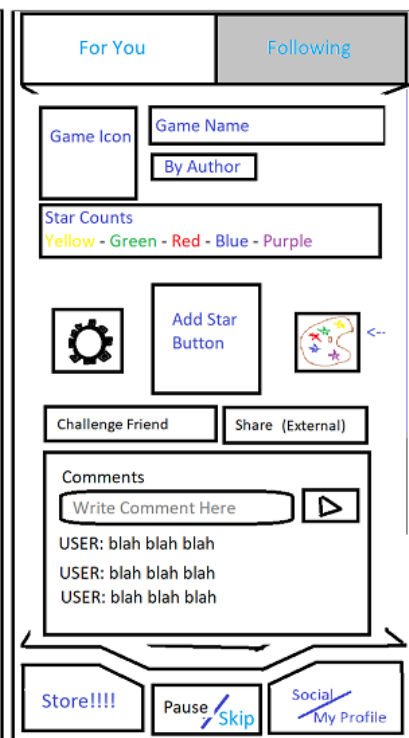 For You
Following
Game Icon
Game Name
By Author
Star Counts
Yellow - Green - Red - Blue - Purple
Add Star
Button
<--
Challenge Friend
Share (External)
Comments
Write Comment Here
USER: blah blah blah
USER: blah blah blah
USER: blah blah blah
Store!!!!
Pause
Skip
Social
My Profile